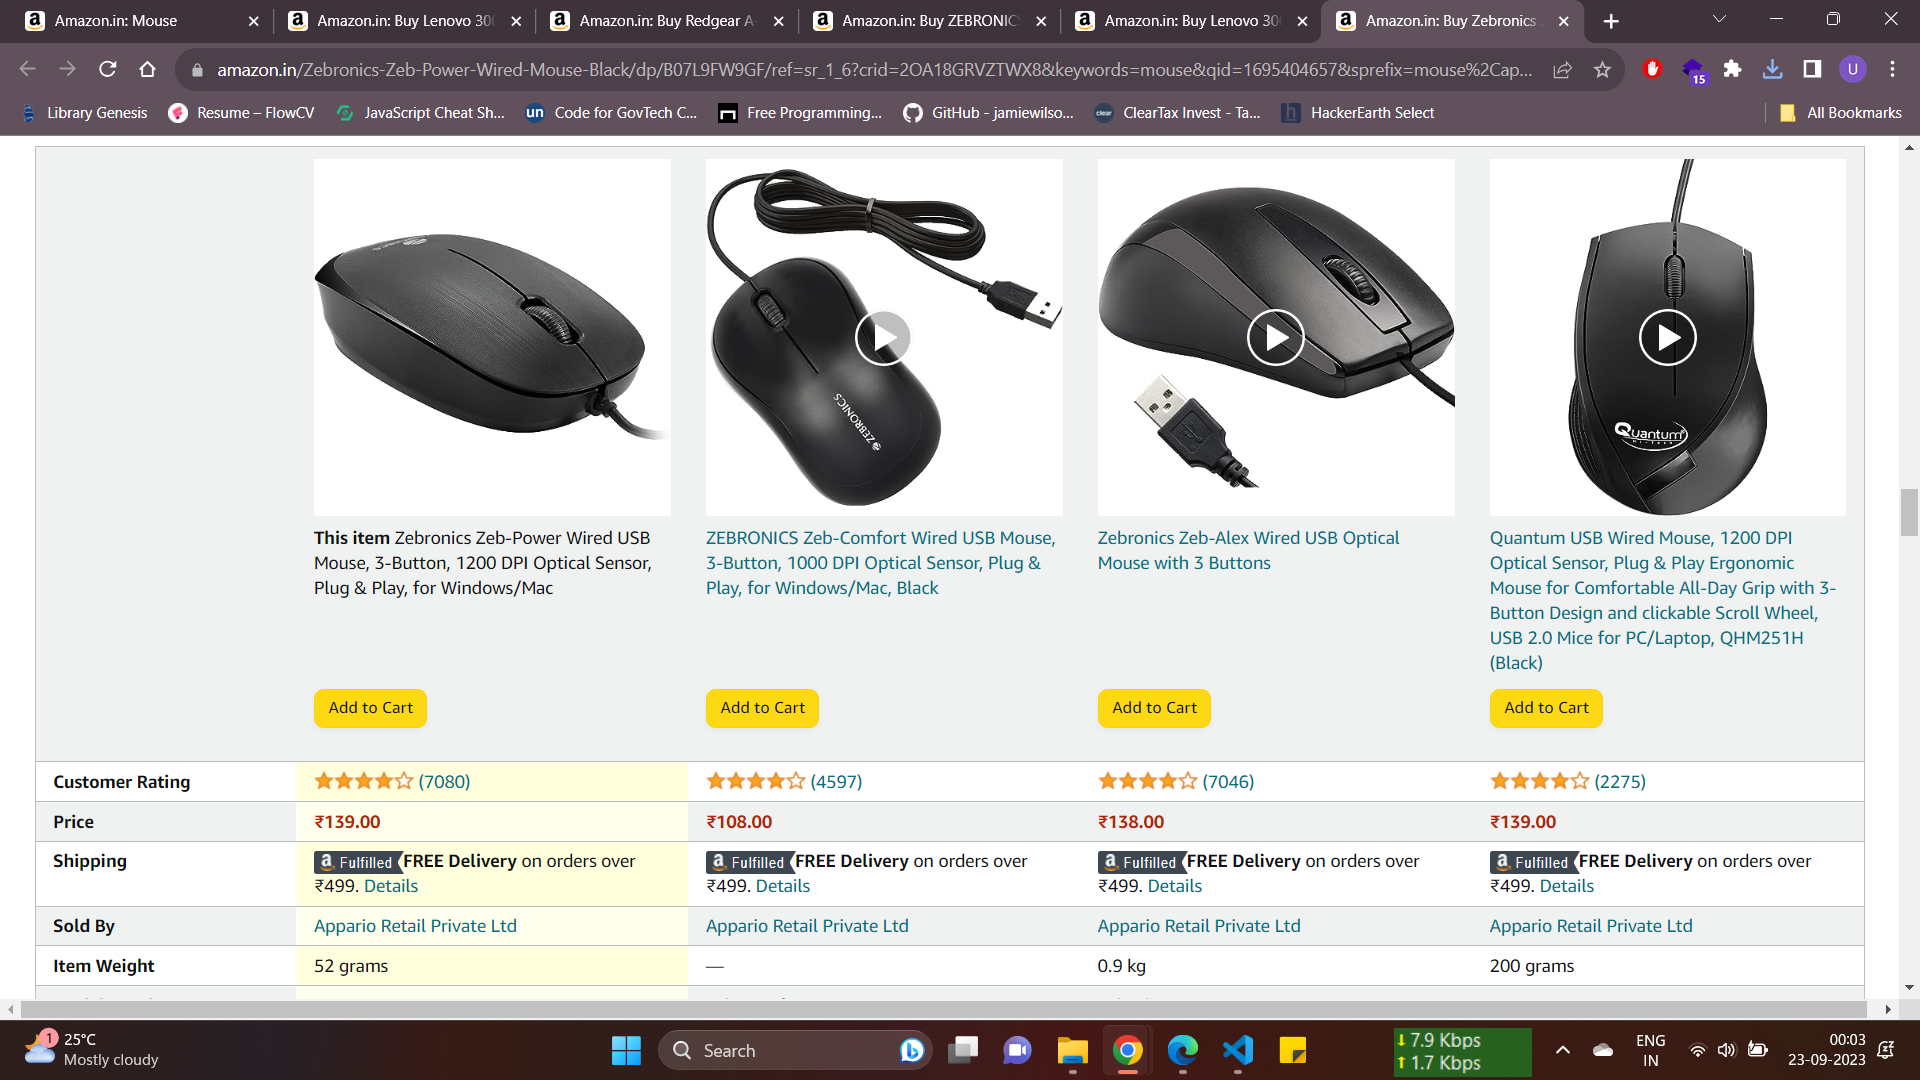 Amazon.in: Mouse
Amazon.in: Buy Lenovo 300
Amazon.in: Buy Redgear A-
Amazon.in: Buy ZEBRONICS
Amazon.in: Buy Lenovo 300
Amazon.in: Buy Zebronics
amazon.in/Zebronics-Zeb-Power-Wired-Mouse-Black/dp/B07L9FW9GF/ref=sr_1_6?crid=2OA18GRVZTWX8&keywords=mouse&qid=1695404657&sprefix=mouse%2Cap...
15
U
Library Genesis
Resume – FlowCV
JavaScript Cheat Sh...
un Code for GovTech C...
Free Programming...
GitHub - jamiewilso...
clear ClearTax Invest - Ta...
h HackerEarth Select
All Bookmarks
ZEBRONICS
Quantum
This item Zebronics Zeb-Power Wired USB
Mouse, 3-Button, 1200 DPI Optical Sensor,
Plug & Play, for Windows/Mac
ZEBRONICS Zeb-Comfort Wired USB Mouse,
3-Button, 1000 DPI Optical Sensor, Plug &
Play, for Windows/Mac, Black
Zebronics Zeb-Alex Wired USB Optical
Mouse with 3 Buttons
Quantum USB Wired Mouse, 1200 DPI
Optical Sensor, Plug & Play Ergonomic
Mouse for Comfortable All-Day Grip with 3-
Button Design and clickable Scroll Wheel,
USB 2.0 Mice for PC/Laptop, QHM251H
(Black)
Add to Cart
Add to Cart
Add to Cart
Add to Cart
Customer Rating (7080) (4597) (7046) (2275)
Price ₹139.00 ₹108.00 ₹138.00 ₹139.00
Shipping
a Fulfilled FREE Delivery on orders over
₹499. Details
a Fulfilled FREE Delivery on orders over
₹499. Details
a Fulfilled FREE Delivery on orders over
₹499. Details
a Fulfilled FREE Delivery on orders over
₹499. Details
Sold By Appario Retail Private Ltd Appario Retail Private Ltd Appario Retail Private Ltd Appario Retail Private Ltd
Item Weight 52 grams — 0.9 kg 200 grams
1
25°C
Mostly cloudy
Search
7.9 Kbps
1.7 Kbps
ENG
IN
00:03
23-09-2023